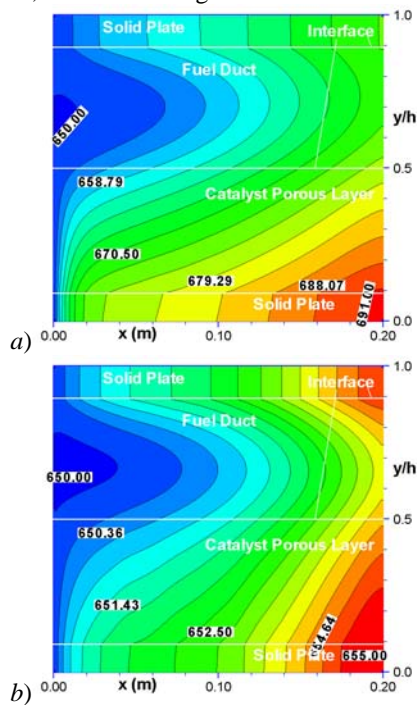 Solid Plate
Interface
Fuel Duct
y/h
650.00
0.5
658.79
Catalyst Porous Layer
670.50
679.29
688.07
Solid Plate
691.00
0.0
0.00
x (m)
0.10
0.20
a)
1.0
Solid Plate
Interface
Fuel Duct
y/h
650.00
0.5
650.36
Catalyst Porous Layer
651.43
652.50
654.64
Solid Plate
655.00
0.0
0.00
x (m)
0.10
0.20
b)